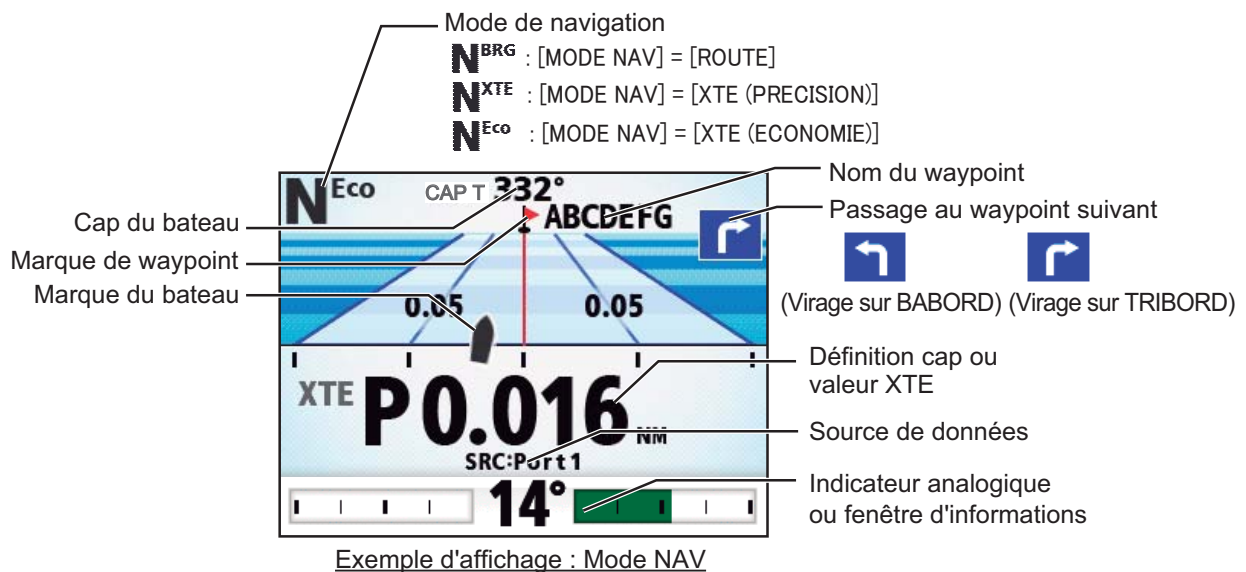 Mode de navigation
N BRG : [MODE NAV] = [ROUTE]
N XTE : [MODE NAV] = [XTE (PRECISION)]
N Eco : [MODE NAV] = [XTE (ECONOMIE)]
N Eco
CAP T 332°
ABCDEFG
Cap du bateau
Marque de waypoint
Marque du bateau
Nom du waypoint
Passage au waypoint suivant
(Virage sur BABORD) (Virage sur TRIBORD)
0.05 0.05
Définition cap ou
valeur XTE
XTE P0.016 NM
SRC:Port1
Source de données
14°
Indicateur analogique
ou fenêtre d'informations
Exemple d'affichage : Mode NAV